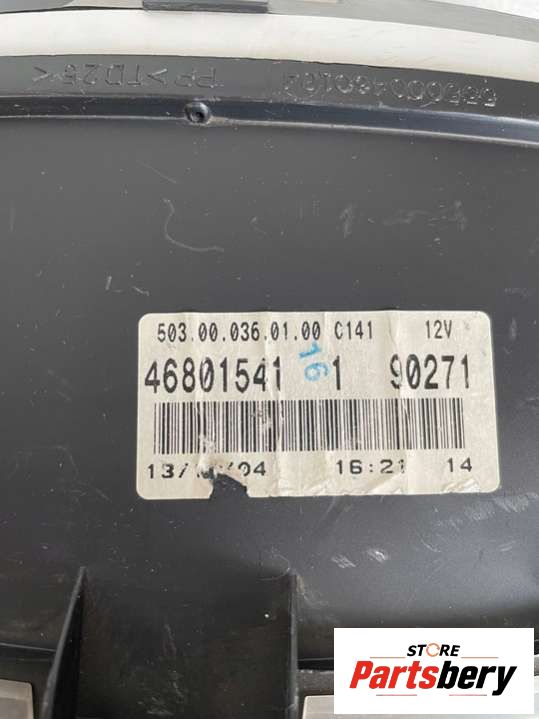 PP>TD25<
503.00.036.01.00 C141 12V
46801541 1 90271
16
16:21 14
STORE
Partsbery